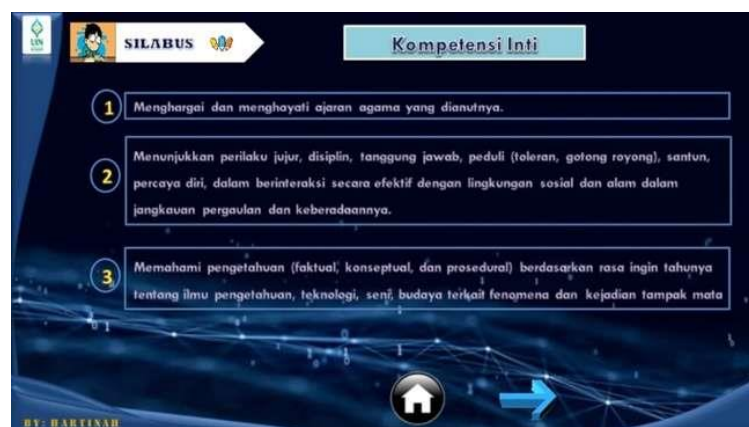 UIN
SILABUS
Kompetensi Inti
1
Menghargai dan menghayati ajaran agama yang dianutnya.
2
Menunjukkan perilaku jujur, disiplin, tanggung jawab, peduli (toleran, gotong royong), santun,
percaya diri, dalam berinteraksi secara efektif dengan lingkungan sosial dan alam dalam
jangkauan pergaulan dan keberadaannya.
3
Memahami pengetahuan (faktual, konseptual, dan prosedural) berdasarkan rasa ingin tahunya
tentang ilmu pengetahuan, teknologi, seni, budaya terkait fenomena dan kejadian tampak mata
BY: HARTINAH